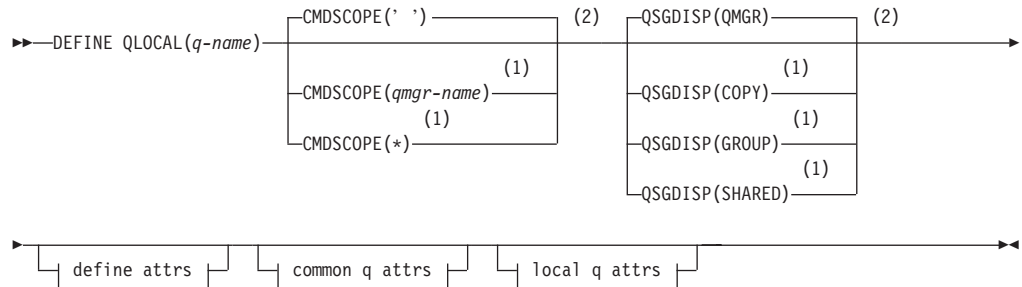 CMDSCOPE(' ') (2) QSGDISP(QMGR) (2)
DEFINE QLOCAL(q-name)
(1) (1)
CMDSCOPE(qmgr-name) QSGDISP(COPY)
(1) (1)
CMDSCOPE(*) QSGDISP(GROUP)
(1)
QSGDISP(SHARED)
define attrs common q attrs local q attrs